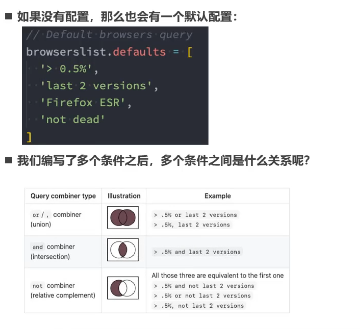 如果没有配置，那么也会有一个默认配置：
// Default browsers query
browserslist.defaults = [
'> 0.5%',
'last 2 versions',
'Firefox ESR',
'not dead'
]
我们编写了多个条件之后，多个条件之间是什么关系呢？
Query combiner type Illustration Example
or / , combiner
(union)
> .5% or last 2 versions
> .5%, last 2 versions
and combiner
(intersection)
> .5% and last 2 versions
not combiner
(relative complement)
All those three are equivalent to the first one
> .5% and not last 2 versions
> .5% or not last 2 versions
> .5%, not last 2 versions